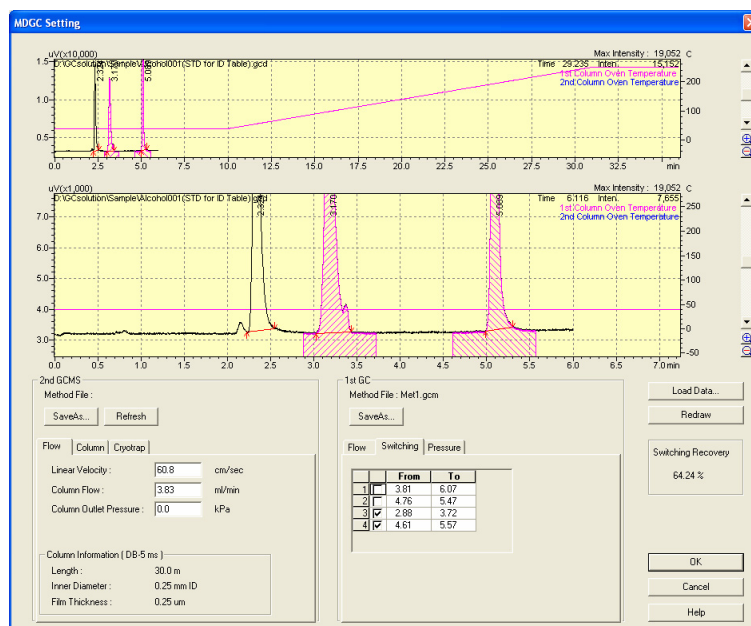 MDGC Setting
uV(x10,000) Max Intensity : 19,052 C
D:\GCsolution\Sample\Alcohol001(STD for ID Table).gcd Time 29.235 Inten. 15,152
1st Column Oven Temperature
2nd Column Oven Temperature
1.5
1.0
0.5
200
100
0
0.0 2.5 5.0 7.5 10.0 12.5 15.0 17.5 20.0 22.5 25.0 27.5 30.0 32.5 35.0 min
uV(x1,000) Max Intensity : 19,052 C
D:\GCsolution\Sample\Alcohol001(STD for ID Table).gcd Time 6.116 Inten. 7,655
1st Column Oven Temperature
2nd Column Oven Temperature
3.170
7.0
6.0
5.0
4.0
3.0
250
200
150
100
50
0
-50
0.0 0.5 1.0 1.5 2.0 2.5 3.0 3.5 4.0 4.5 5.0 5.5 6.0 6.5 7.0 min
2nd GCMS
Method File :
SaveAs... Refresh
Flow Column Cryotrap
Linear Velocity : 60.8 cm/sec
Column Flow : 3.83 ml/min
Column Outlet Pressure : 0.0 kPa
Column Information ( DB-5 ms )
Length : 30.0 m
Inner Diameter : 0.25 mm ID
Film Thickness : 0.25 um
1st GC
Method File : Met1.gcm
SaveAs...
Flow Switching Pressure
From To
1 3.81 6.07
2 4.76 5.47
3 2.88 3.72
4 4.61 5.57
Load Data...
Redraw
Switching Recovery
64.24 %
OK
Cancel
Help